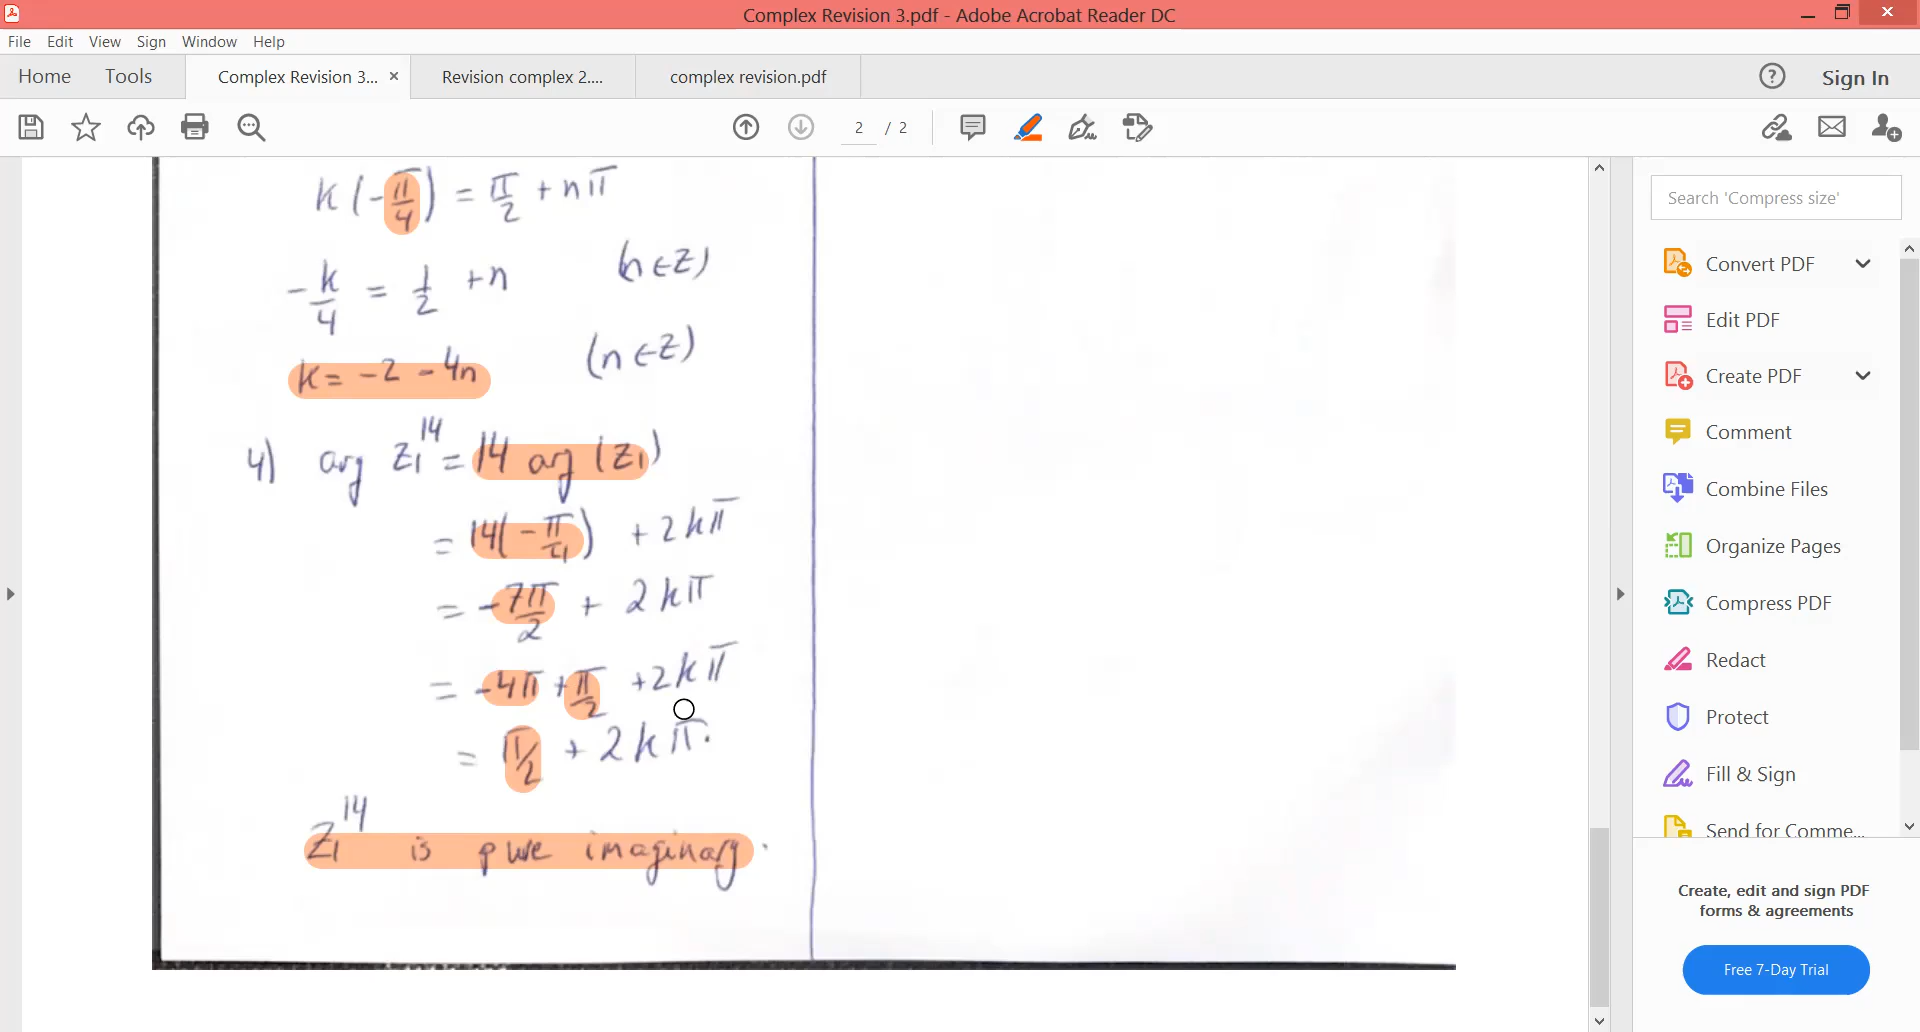 Complex Revision 3.pdf - Adobe Acrobat Reader DC
File Edit View Sign Window Help
Home Tools Complex Revision 3... × Revision complex 2.... complex revision.pdf Sign In
2 / 2
k(-π/4) = π/2 + nπ
-k/4 = 1/2 + n (n ∈ Z)
k = -2 - 4n (n ∈ Z)
4) arg Z₁¹⁴ = 14 arg (Z₁)
= 14(-π/4) + 2kπ
= -7π/2 + 2kπ
= -4π + π/2 + 2kπ
= π/2 + 2kπ.
Z₁¹⁴ is pure imaginary.
Search 'Compress size'
Convert PDF
Edit PDF
Create PDF
Comment
Combine Files
Organize Pages
Compress PDF
Redact
Protect
Fill & Sign
Send for Comme...
Create, edit and sign PDF
forms & agreements
Free 7-Day Trial